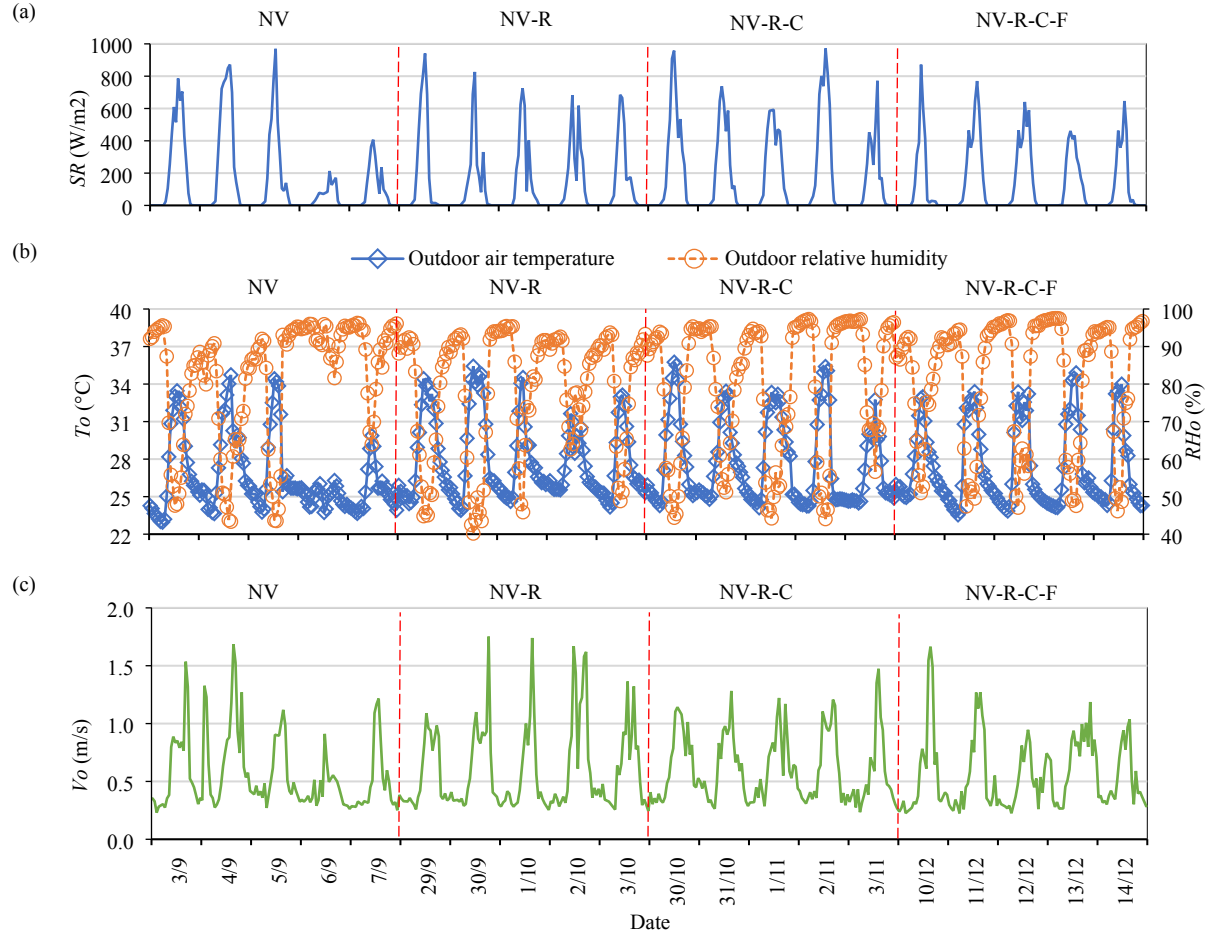 (a)
NV NV-R NV-R-C NV-R-C-F
SR (W/m2)
1000
800
600
400
200
0
(b)
Outdoor air temperature Outdoor relative humidity
NV NV-R NV-R-C NV-R-C-F
To (°C)
40
37
34
31
28
25
22
100
90
80
70
60
50
40
RHo (%)
(c)
NV NV-R NV-R-C NV-R-C-F
Vo (m/s)
2.0
1.5
1.0
0.5
0.0
3/9 4/9 5/9 6/9 7/9 29/9 30/9 1/10 2/10 3/10 30/10 31/10 1/11 2/11 3/11 10/12 11/12 12/12 13/12 14/12
Date